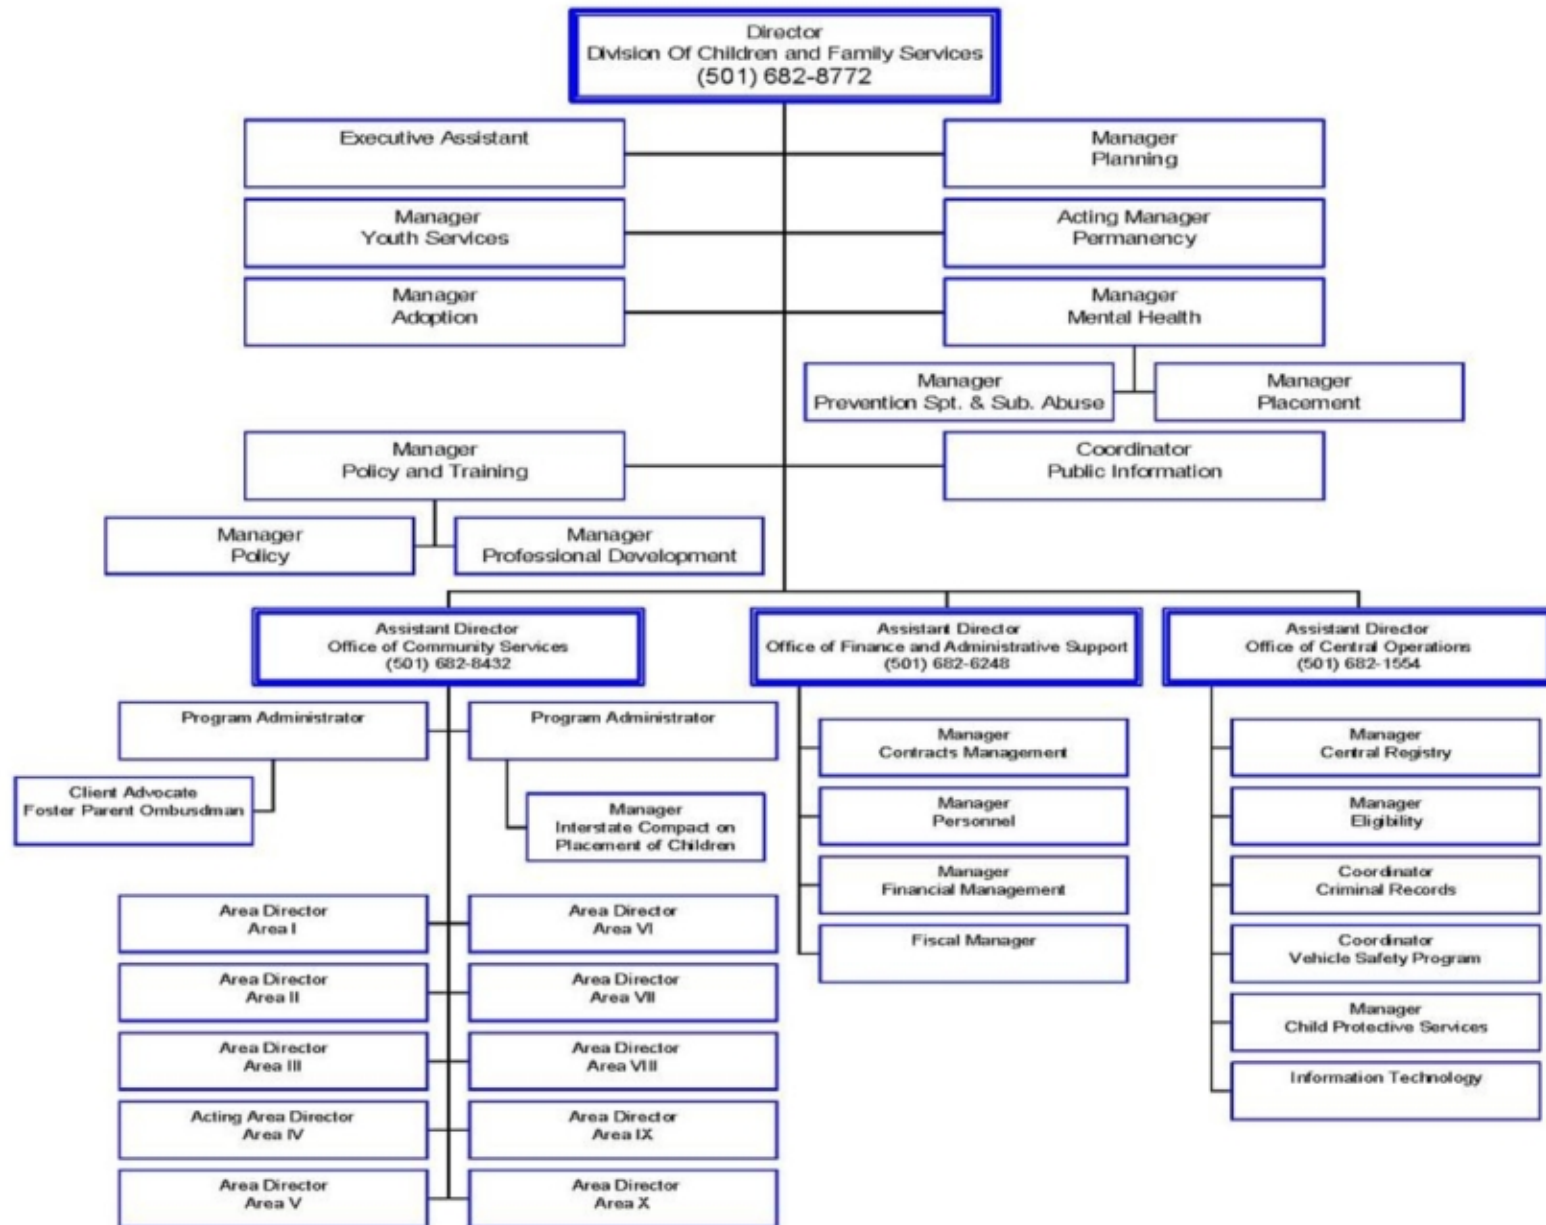 Director
Division Of Children and Family Services
(501) 682-8772
Executive Assistant
Manager
Planning
Manager
Youth Services
Acting Manager
Permanency
Manager
Adoption
Manager
Mental Health
Manager
Prevention Spt. & Sub. Abuse
Manager
Placement
Manager
Policy and Training
Coordinator
Public Information
Manager
Policy
Manager
Professional Development
Assistant Director
Office of Community Services
(501) 682-8432
Assistant Director
Office of Finance and Administrative Support
(501) 682-6248
Assistant Director
Office of Central Operations
(501) 682-1554
Program Administrator
Program Administrator
Client Advocate
Foster Parent Ombusdman
Manager
Interstate Compact on
Placement of Children
Area Director
Area I
Area Director
Area VI
Area Director
Area II
Area Director
Area VII
Area Director
Area III
Area Director
Area VIII
Acting Area Director
Area IV
Area Director
Area IX
Area Director
Area V
Area Director
Area X
Manager
Contracts Management
Manager
Personnel
Manager
Financial Management
Fiscal Manager
Manager
Central Registry
Manager
Eligibility
Coordinator
Criminal Records
Coordinator
Vehicle Safety Program
Manager
Child Protective Services
Information Technology